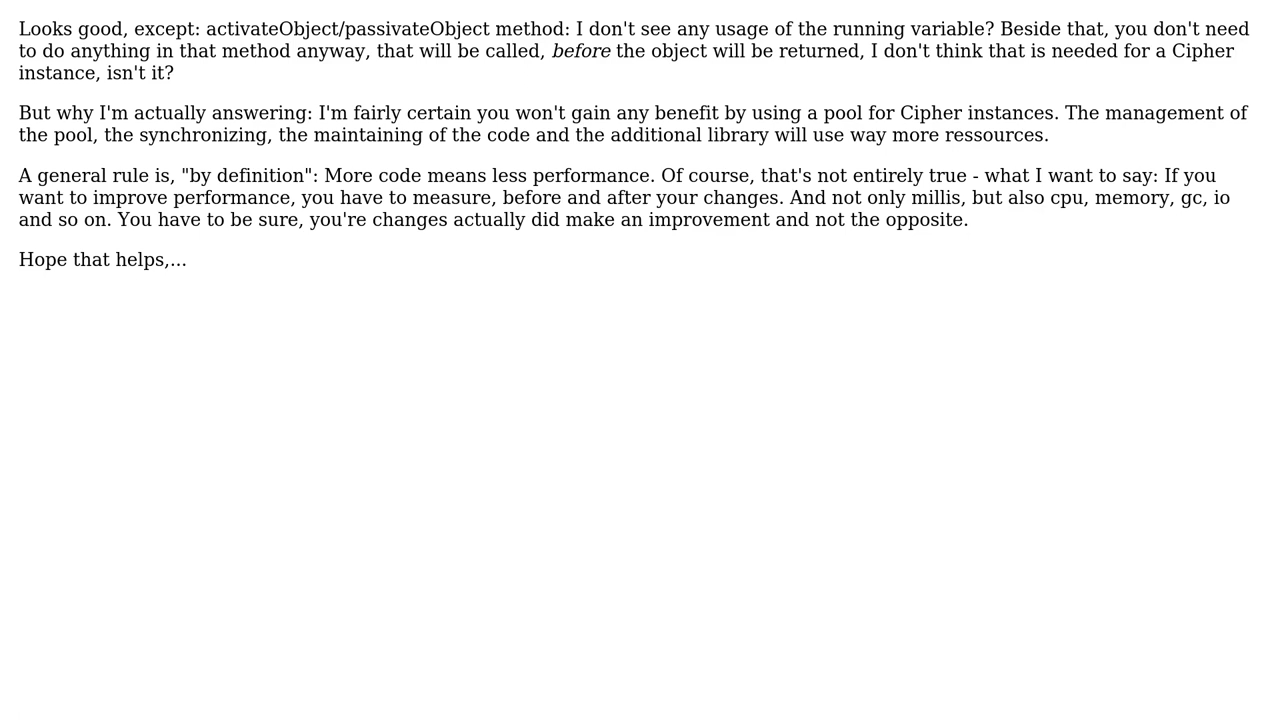 Looks good, except: activateObject/passivateObject method: I don't see any usage of the running variable? Beside that, you don't need
to do anything in that method anyway, that will be called, before the object will be returned, I don't think that is needed for a Cipher
instance, isn't it?
But why I'm actually answering: I'm fairly certain you won't gain any benefit by using a pool for Cipher instances. The management of
the pool, the synchronizing, the maintaining of the code and the additional library will use way more ressources.
A general rule is, "by definition": More code means less performance. Of course, that's not entirely true - what I want to say: If you
want to improve performance, you have to measure, before and after your changes. And not only millis, but also cpu, memory, gc, io
and so on. You have to be sure, you're changes actually did make an improvement and not the opposite.
Hope that helps,...